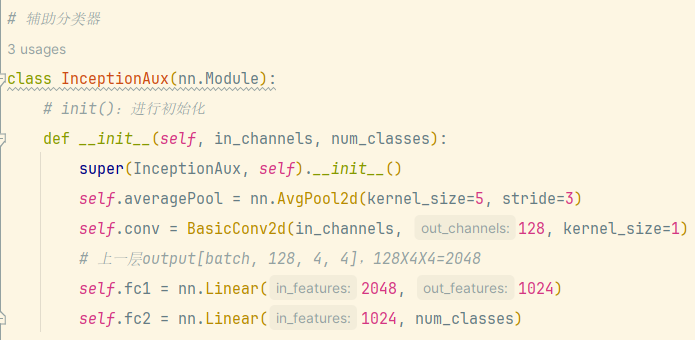 # 辅助分类器
3 usages
class InceptionAux(nn.Module):
# init()：进行初始化
def __init__(self, in_channels, num_classes):
super(InceptionAux, self).__init__()
self.averagePool = nn.AvgPool2d(kernel_size=5, stride=3)
self.conv = BasicConv2d(in_channels, out_channels: 128, kernel_size=1)
# 上一层output[batch, 128, 4, 4]，128X4X4=2048
self.fc1 = nn.Linear( in_features: 2048, out_features: 1024)
self.fc2 = nn.Linear( in_features: 1024, num_classes)